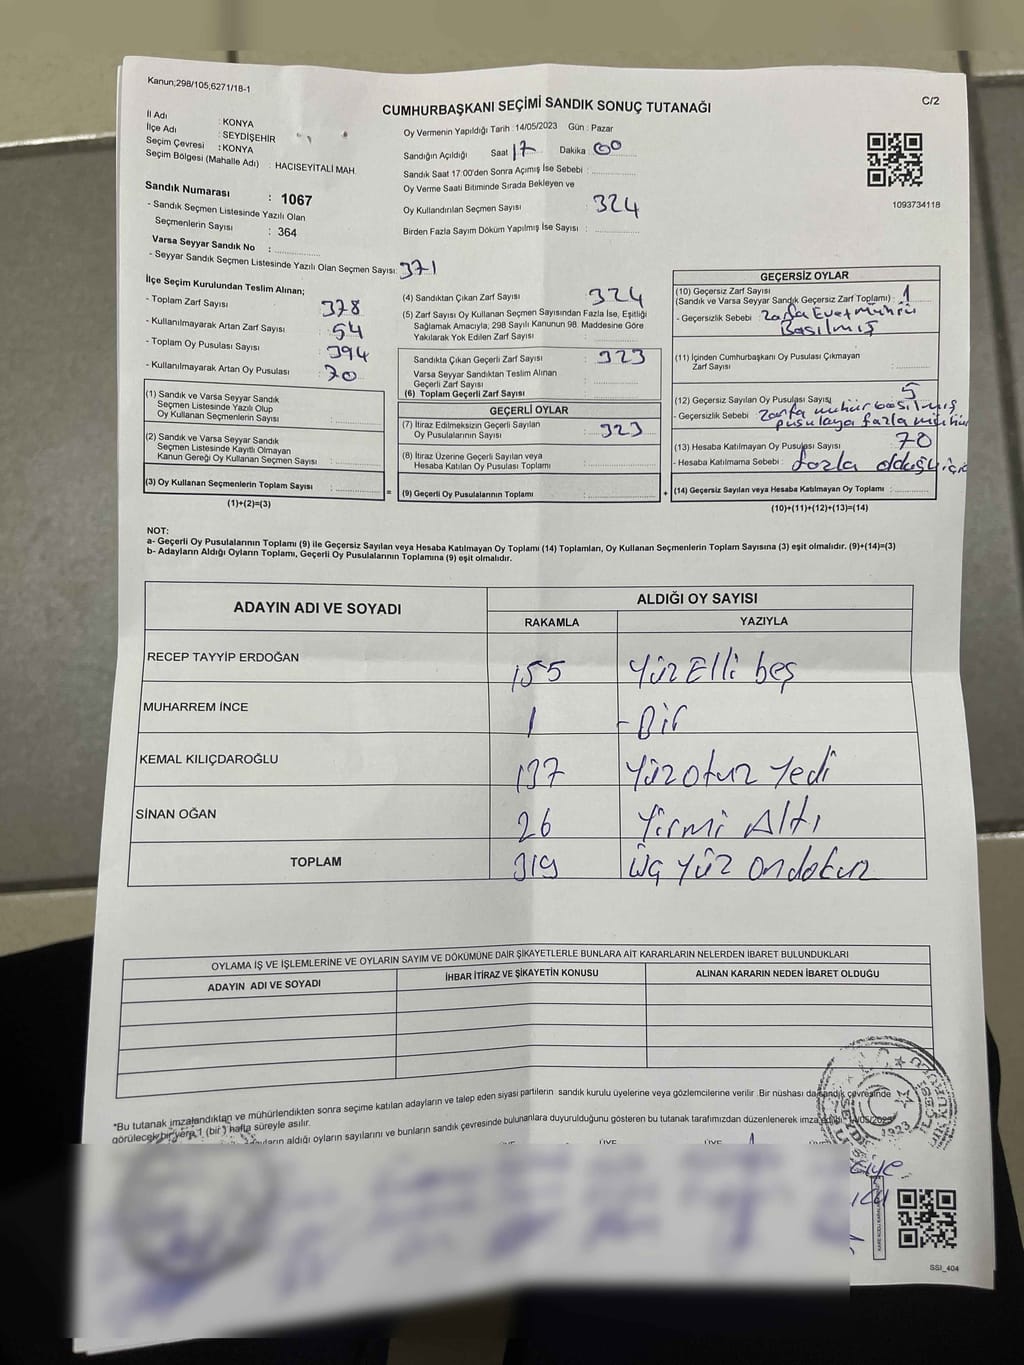 Kanun;298/105,6271/18-1
C/2
CUMHURBAŞKANI SEÇİMİ SANDIK SONUÇ TUTANAĞI
İl Adı : KONYA
İlçe Adı : SEYDİŞEHİR
Seçim Çevresi : KONYA
Seçim Bölgesi (Mahalle Adı) : HACISEYİTALİ MAH
Sandık Numarası : 1067
- Sandık Seçmen Listesinde Yazılı Olan
Seçmenlerin Sayısı : 364
Varsa Seyyar Sandık No :
- Seyyar Sandık Seçmen Listesinde Yazılı Olan Seçmen Sayısı: 371
Oy Vermenin Yapıldığı Tarih : 14/05/2023 Gün : Pazar
Sandığın Açıldığı Saat 17 Dakika 00
Sandık Saat 17:00'den Sonra Açımış İse Sebebi :
Oy Verme Saati Bitiminde Sırada Bekleyen ve
Oy Kullandırılan Seçmen Sayısı : 324
Birden Fazla Sayım Döküm Yapılmış İse Sayısı :
1093734118
İlçe Seçim Kurulundan Teslim Alınan;
- Toplam Zarf Sayısı 378
- Kullanılmayarak Artan Zarf Sayısı : 54
- Toplam Oy Pusulası Sayısı : 394
- Kullanılmayarak Artan Oy Pusulası : 70
(1) Sandık ve Varsa Seyyar Sandık
Seçmen Listesinde Yazılı Olup
Oy Kullanan Seçmenlerin Sayısı :
(2) Sandık ve Varsa Seyyar Sandık
Seçmen Listesinde Kayıtlı Olmayan
Kanun Gereği Oy Kullanan Seçmen Sayısı :
(3) Oy Kullanan Seçmenlerin Toplam Sayısı :
(1)+(2)=(3)
(4) Sandıktan Çıkan Zarf Sayısı : 324
(5) Zarf Sayısı Oy Kullanan Seçmen Sayısından Fazla İse, Eşitliği
Sağlamak Amacıyla; 298 Sayılı Kanunun 98. Maddesine Göre
Yakılarak Yok Edilen Zarf Sayısı :
Sandıkta Çıkan Geçerli Zarf Sayısı : 323
Varsa Seyyar Sandıktan Teslim Alınan
Geçerli Zarf Sayısı :
(6) Toplam Geçerli Zarf Sayısı :
GEÇERLİ OYLAR
(7) İtiraz Edilmeksizin Geçerli Sayılan
Oy Pusulalarının Sayısı : 323
(8) İtiraz Üzerine Geçerli Sayılan veya
Hesaba Katılan Oy Pusulası Toplamı :
= (9) Geçerli Oy Pusulalarının Toplamı :
GEÇERSİZ OYLAR
(10) Geçersiz Zarf Sayısı
(Sandık ve Varsa Seyyar Sandık Geçersiz Zarf Toplamı) : 1
- Geçersizlik Sebebi : Zarfa Evet mührü
Basılmış
(11) İçinden Cumhurbaşkanı Oy Pusulası Çıkmayan
Zarf Sayısı :
(12) Geçersiz Sayılan Oy Pusulası Sayısı 5
- Geçersizlik Sebebi : Zarfa mühür basılmış
pusulaya fazla mühür
(13) Hesaba Katılmayan Oy Pusulası Sayısı : 70
- Hesaba Katılmama Sebebi : fazla olduğu için
+ (14) Geçersiz Sayılan veya Hesaba Katılmayan Oy Toplamı :
(10)+(11)+(12)+(13)=(14)
NOT:
a- Geçerli Oy Pusulalarının Toplamı (9) ile Geçersiz Sayılan veya Hesaba Katılmayan Oy Toplamı (14) Toplamları, Oy Kullanan Seçmenlerin Toplam Sayısına (3) eşit olmalıdır. (9)+(14)=(3)
b- Adayların Aldığı Oyların Toplamı, Geçerli Oy Pusulalarının Toplamına (9) eşit olmalıdır.
ADAYIN ADI VE SOYADI ALDIĞI OY SAYISI
RAKAMLA YAZIYLA
RECEP TAYYİP ERDOĞAN 155 Yüz Elli beş
MUHARREM İNCE 1 -Bir
KEMAL KILIÇDAROĞLU 137 Yüzotuz Yedi
SİNAN OĞAN 26 Yirmi Altı
TOPLAM 319 üç yüz ondokuz
OYLAMA İŞ VE İŞLEMLERİNE VE OYLARIN SAYIM VE DÖKÜMÜNE DAİR ŞİKAYETLERLE BUNLARA AİT KARARLARIN NELERDEN İBARET BULUNDUKLARI
ADAYIN ADI VE SOYADI İHBAR İTİRAZ VE ŞİKAYETİN KONUSU ALINAN KARARIN NEDEN İBARET OLDUĞU
"Bu tutanak imzalandıktan ve mühürlendikten sonra seçime katılan adayların ve talep eden siyasi partilerin sandık kurulu üyelerine veya gözlemcilerine verilir. Bir nüshası da sandık çevresinde
görülecek bir yere 1 (bir) hafta süreyle asılır.
aldığı oyların sayılarını ve bunların sandık çevresinde bulunanlara duyurulduğunu gösteren bu tutanak tarafımızdan düzenlenerek imza
ÜYE ÜYE
1923
SSI_404